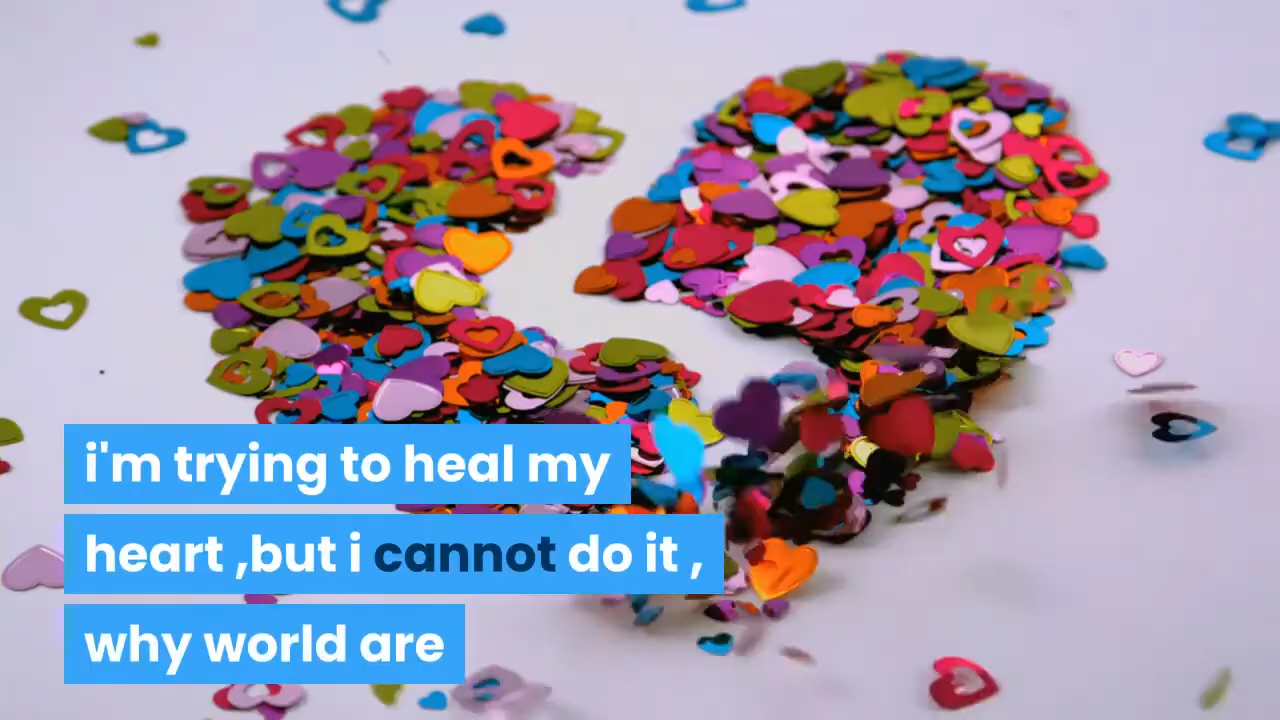 i'm trying to heal my
heart ,but i cannot do it ,
why world are